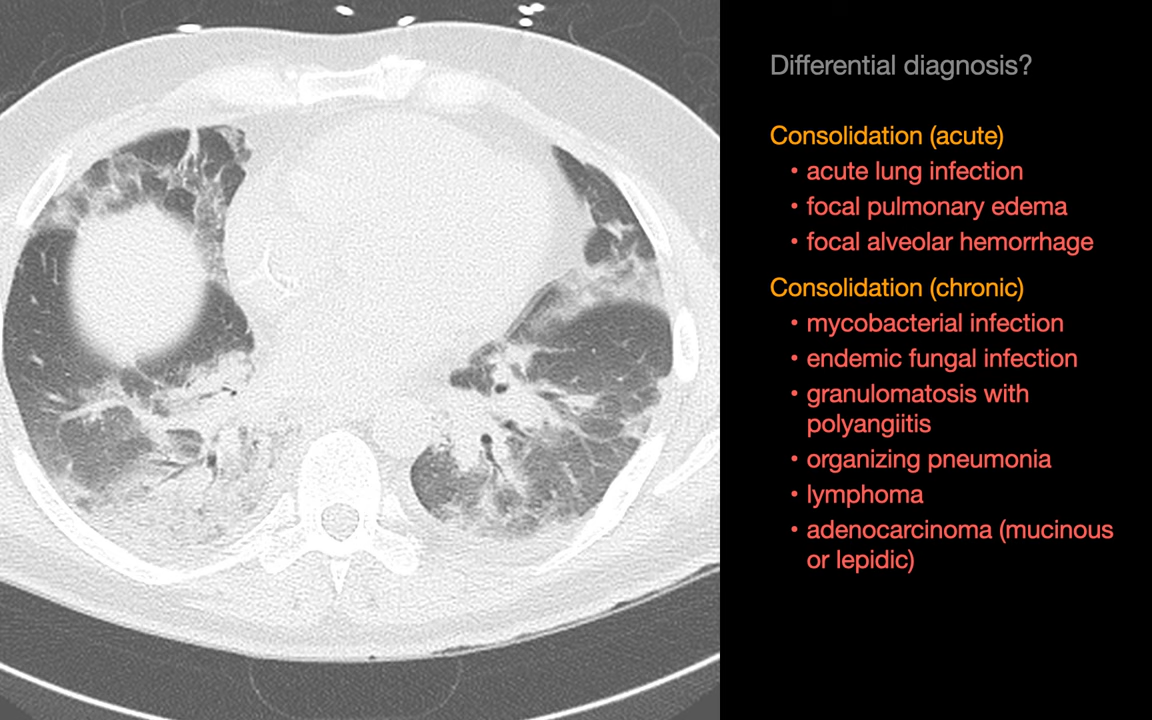 Differential diagnosis?
Consolidation (acute)
• acute lung infection
• focal pulmonary edema
• focal alveolar hemorrhage
Consolidation (chronic)
• mycobacterial infection
• endemic fungal infection
• granulomatosis with
polyangiitis
• organizing pneumonia
• lymphoma
• adenocarcinoma (mucinous
or lepidic)